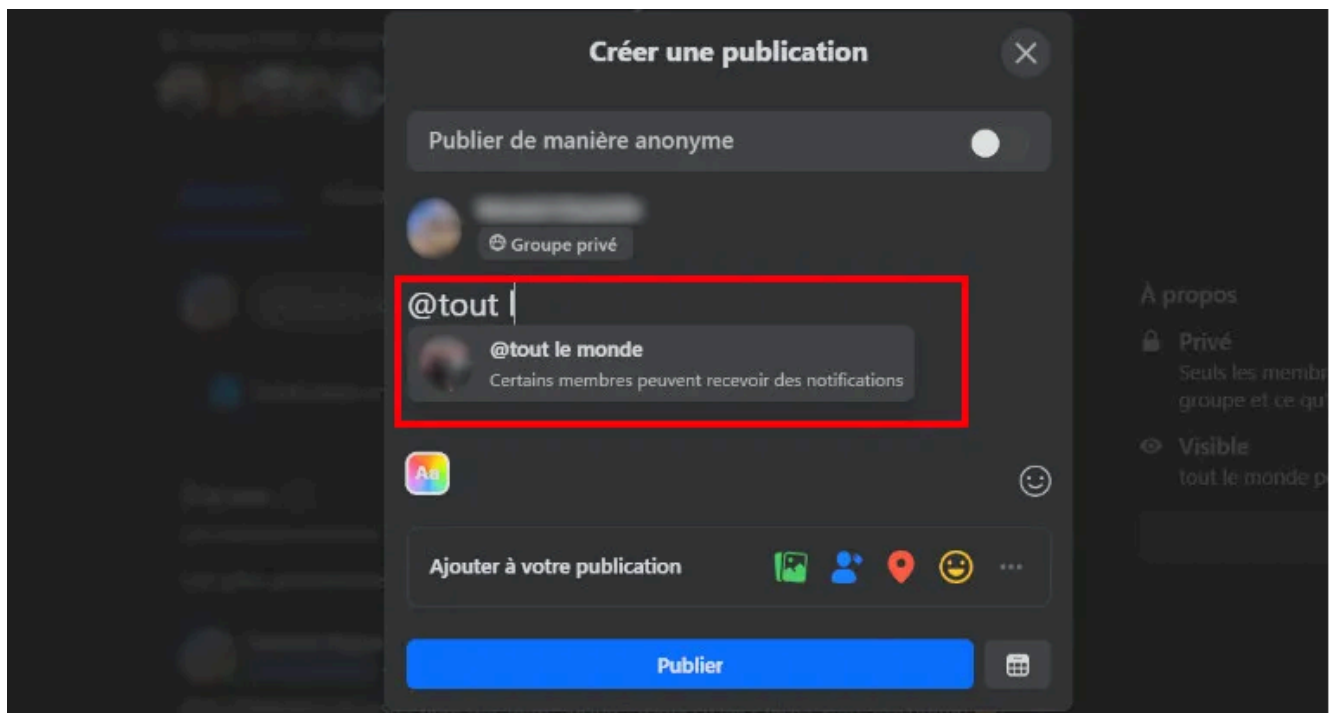 Créer une publication
Publier de manière anonyme
Groupe privé
@tout l
@tout le monde
Certains membres peuvent recevoir des notifications
Aa
Ajouter à votre publication
Publier
À propos
Privé
Seuls les membr
groupe et ce qu'
Visible
tout le monde p